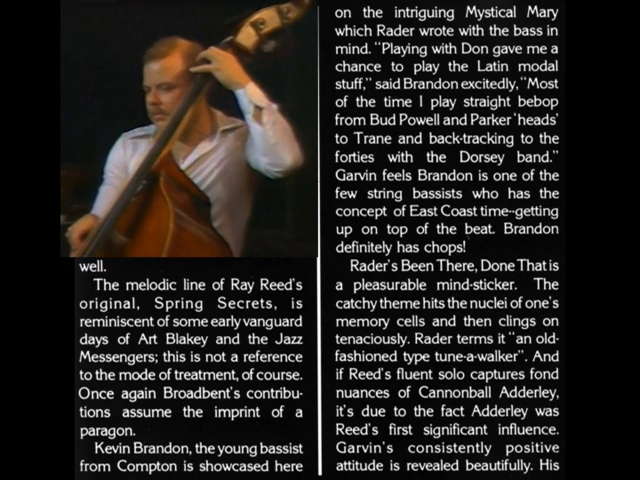 well.
The melodic line of Ray Reed's
original, Spring Secrets, is
reminiscent of some early vanguard
days of Art Blakey and the Jazz
Messengers; this is not a reference
to the mode of treatment, of course.
Once again Broadbent's contribu-
tions assume the imprint of a
paragon.
Kevin Brandon, the young bassist
from Compton is showcased here
on the intriguing Mystical Mary
which Rader wrote with the bass in
mind. "Playing with Don gave me a
chance to play the Latin modal
stuff," said Brandon excitedly, "Most
of the time I play straight bebop
from Bud Powell and Parker 'heads'
to Trane and back-tracking to the
forties with the Dorsey band."
Garvin feels Brandon is one of the
few string bassists who has the
concept of East Coast time--getting
up on top of the beat. Brandon
definitely has chops!
Rader's Been There, Done That is
a pleasurable mind-sticker. The
catchy theme hits the nuclei of one's
memory cells and then clings on
tenaciously. Rader terms it "an old-
fashioned type tune-a-walker". And
if Reed's fluent solo captures fond
nuances of Cannonball Adderley,
it's due to the fact Adderley was
Reed's first significant influence.
Garvin's consistently positive
attitude is revealed beautifully. His